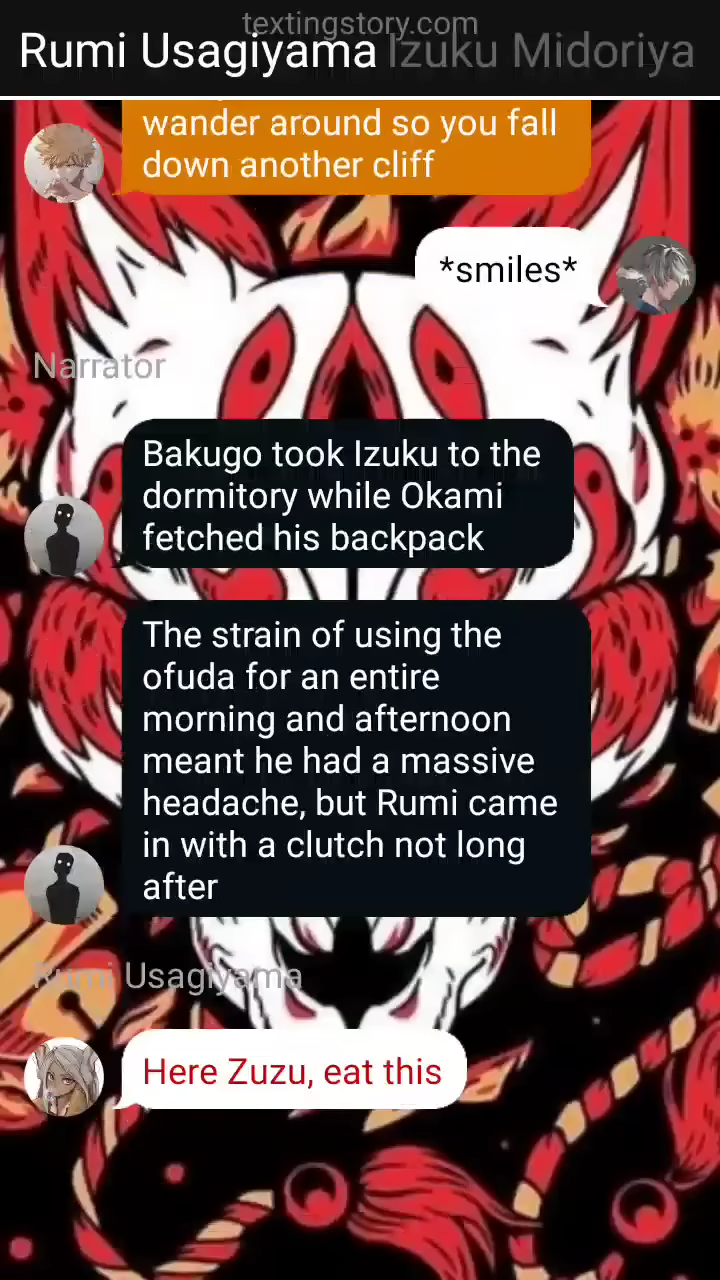 textingstory.com
Rumi Usagiyama Izuku Midoriya
wander around so you fall
down another cliff
*smiles*
Narrator
Bakugo took Izuku to the
dormitory while Okami
fetched his backpack
The strain of using the
ofuda for an entire
morning and afternoon
meant he had a massive
headache, but Rumi came
in with a clutch not long
after
Rumi Usagiyama
Here Zuzu, eat this